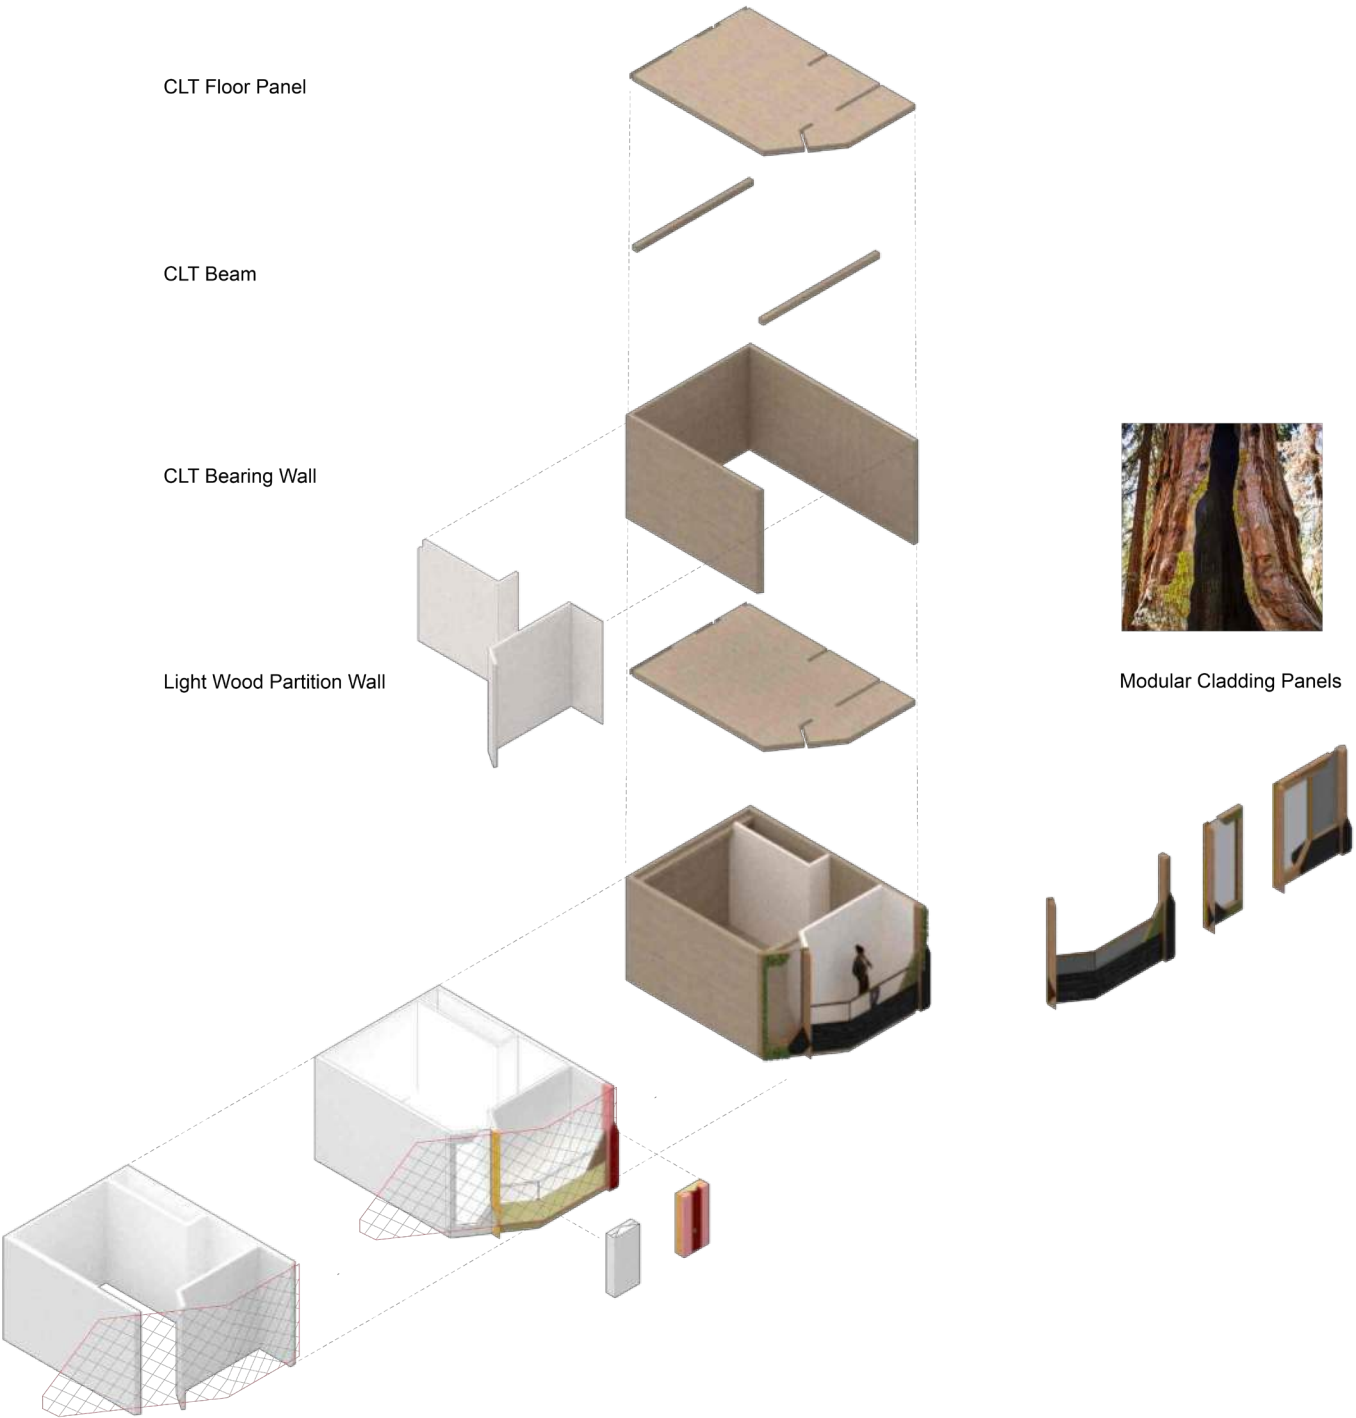 CLT Floor Panel
CLT Beam
CLT Bearing Wall
Light Wood Partition Wall
Modular Cladding Panels